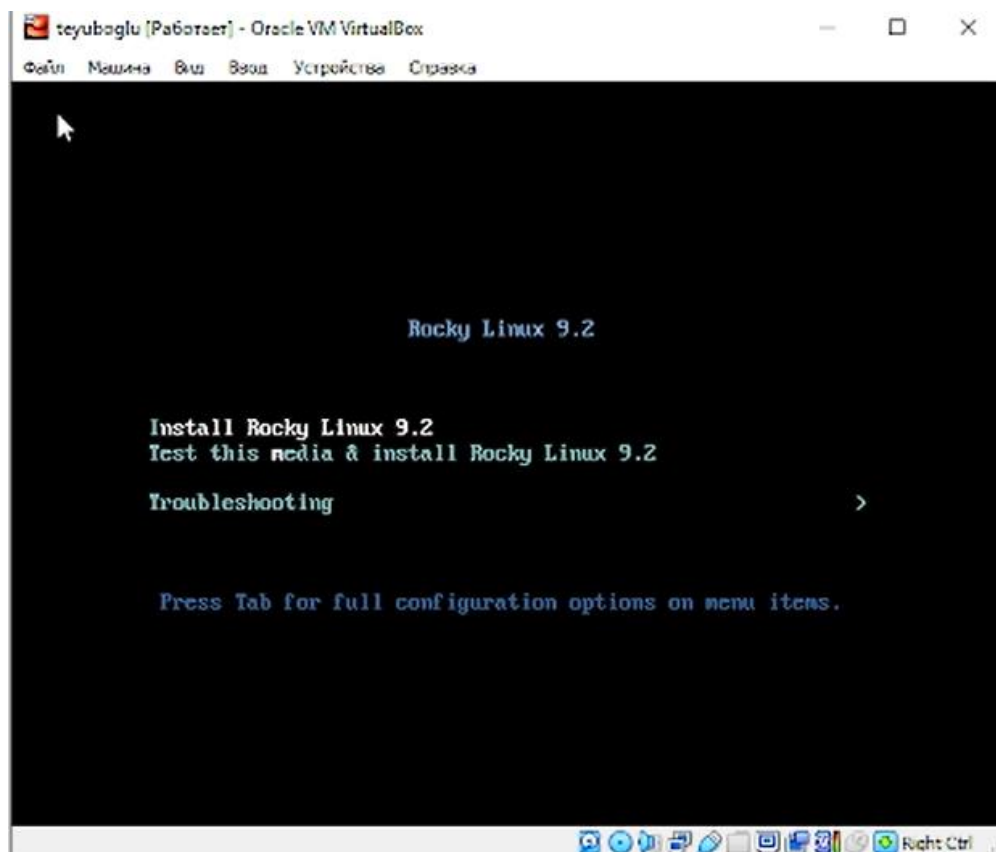 teyuboglu [Работает] - Oracle VM VirtualBox
Файл Машина Вид Ввод Устройства Справка
Rocky Linux 9.2
Install Rocky Linux 9.2
Test this media & install Rocky Linux 9.2
Troubleshooting >
Press Tab for full configuration options on menu items.
Right Ctrl